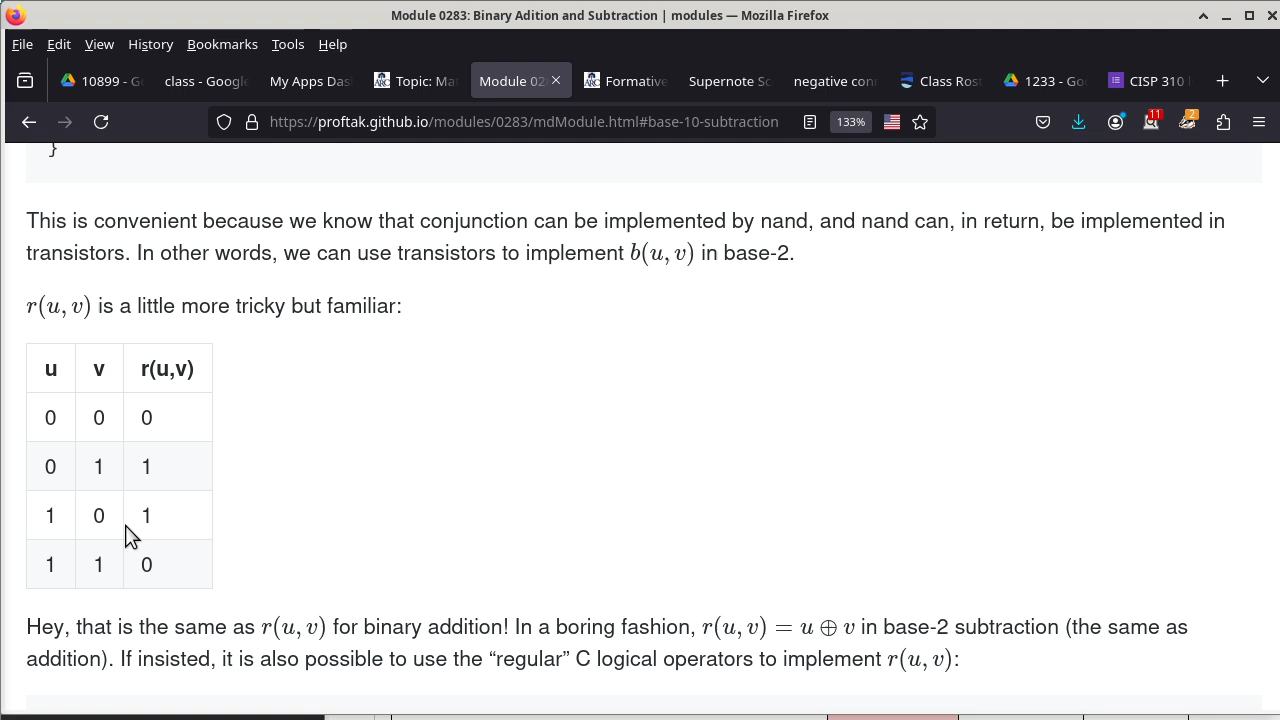 Module 0283: Binary Adition and Subtraction | modules — Mozilla Firefox
File Edit View History Bookmarks Tools Help
10899 - G class - Google My Apps Das Topic: Ma Module 02 Formative Supernote Sc negative con Class Ros 1233 - Go CISP 310
https://proftak.github.io/modules/0283/mdModule.html#base-10-subtraction 133% 11 2
}
This is convenient because we know that conjunction can be implemented by nand, and nand can, in return, be implemented in
transistors. In other words, we can use transistors to implement b(u, v) in base-2.
r(u, v) is a little more tricky but familiar:
u v r(u,v)
0 0 0
0 1 1
1 0 1
1 1 0
Hey, that is the same as r(u, v) for binary addition! In a boring fashion, r(u, v) = u ⊕ v in base-2 subtraction (the same as
addition). If insisted, it is also possible to use the “regular” C logical operators to implement r(u, v):